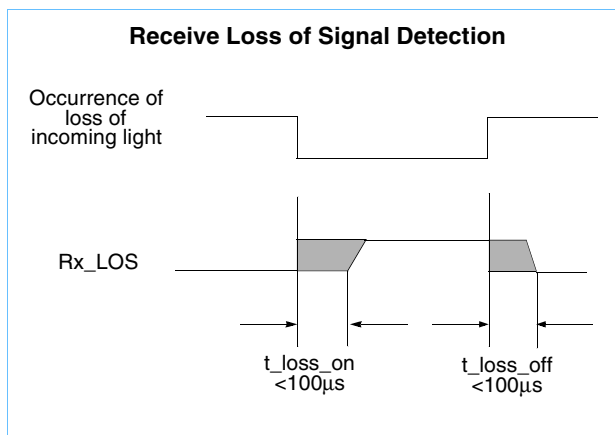 Receive Loss of Signal Detection
Occurrence of
loss of
incoming light
Rx_LOS
t_loss_on
<100μs
t_loss_off
<100μs